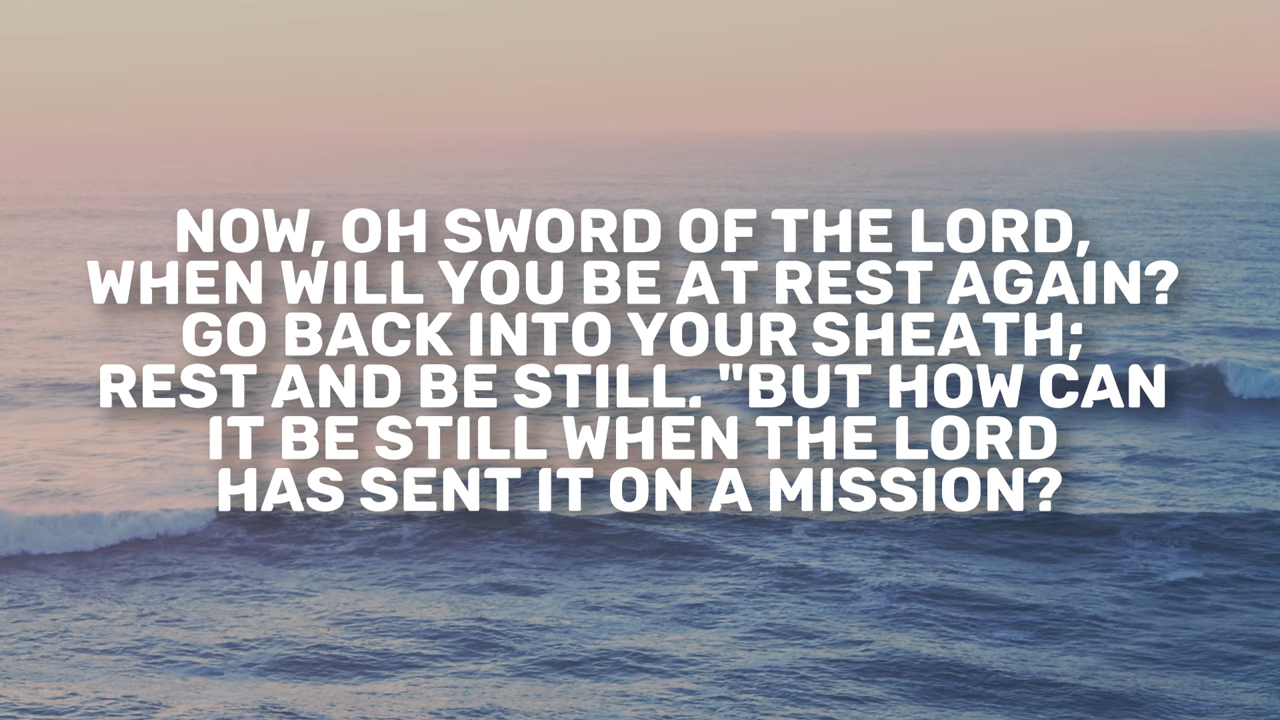 NOW, OH SWORD OF THE LORD,
WHEN WILL YOU BE AT REST AGAIN?
GO BACK INTO YOUR SHEATH;
REST AND BE STILL. "BUT HOW CAN
IT BE STILL WHEN THE LORD
HAS SENT IT ON A MISSION?